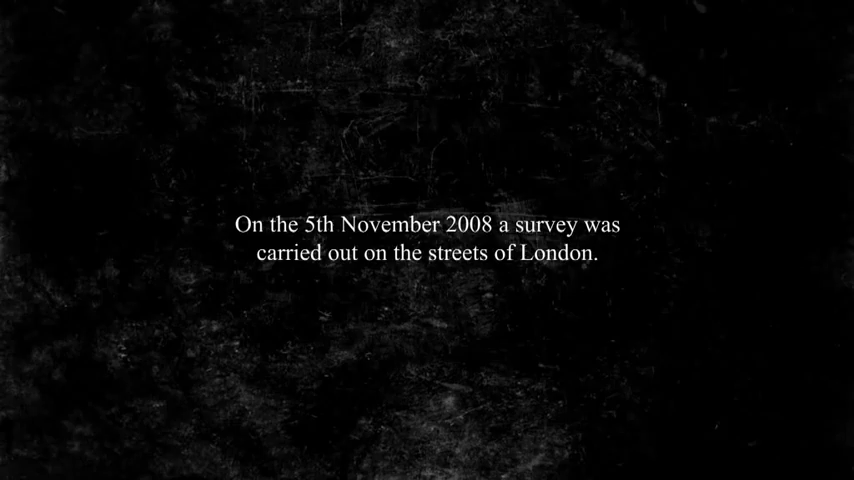 On the 5th November 2008 a survey was
carried out on the streets of London.